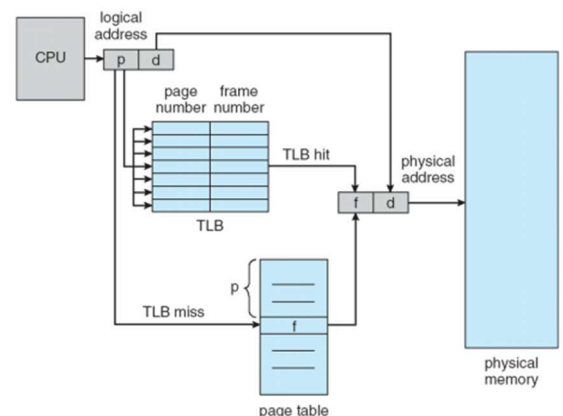 logical
address
CPU
p d
page
number
frame
number
TLB hit
physical
address
f d
TLB
p
TLB miss
f
page table
physical
memory